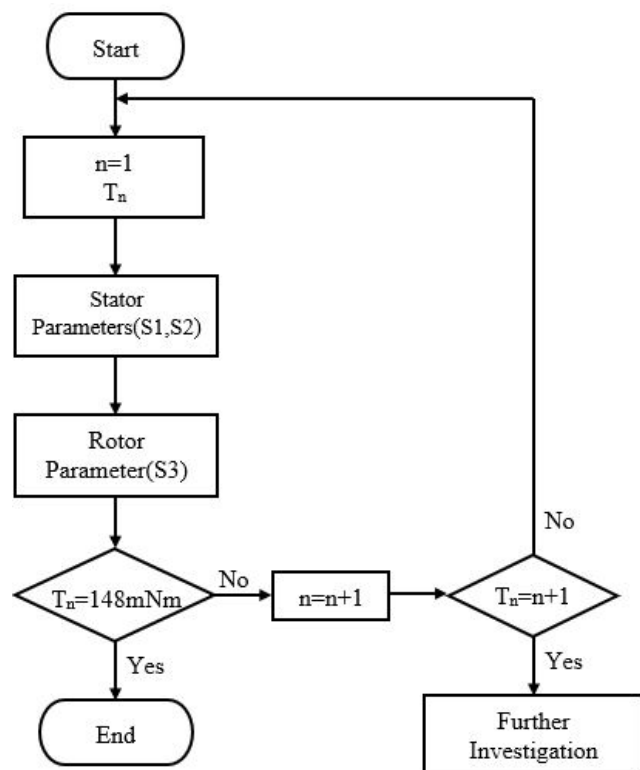 Start
n=1
Tₙ
Stator
Parameters(S1,S2)
Rotor
Parameter(S3)
Tₙ=148mNm
No
n=n+1
Tₙ=n+1
No
Yes
End
Yes
Further
Investigation